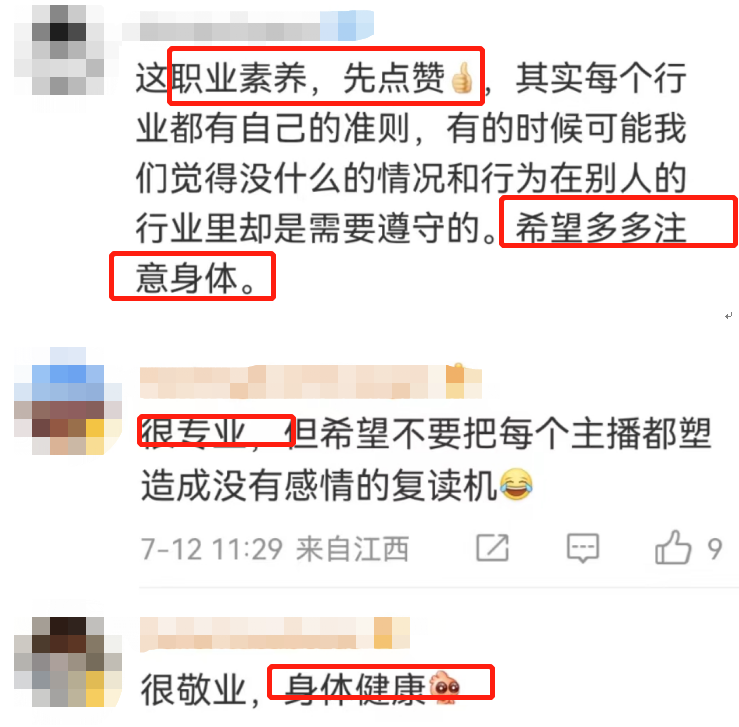 这职业素养，先点赞👍，其实每个行
业都有自己的准则，有的时候可能我
们觉得没什么的情况和行为在别人的
行业里却是需要遵守的。希望多多注
意身体。
很专业，但希望不要把每个主播都塑
造成没有感情的复读机😂
7-12 11:29 来自江西 9
很敬业，身体健康